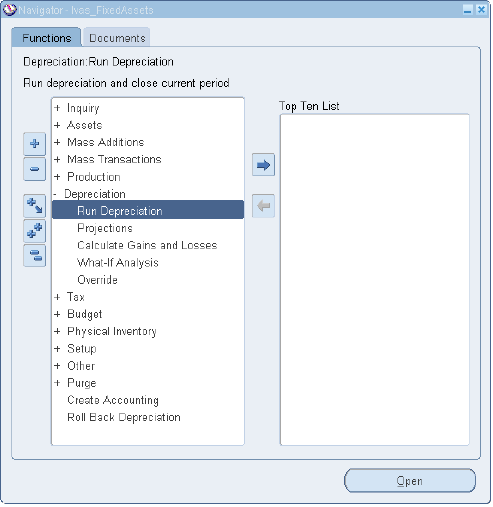 Navigator - Ivas_FixedAssets
Functions
Documents
Depreciation:Run Depreciation
Run depreciation and close current period
Top Ten List
+ Inquiry
+ Assets
+ Mass Additions
+ Mass Transactions
+ Production
- Depreciation
Run Depreciation
Projections
Calculate Gains and Losses
What-If Analysis
Override
+ Tax
+ Budget
+ Physical Inventory
+ Setup
+ Other
+ Purge
Create Accounting
Roll Back Depreciation
Open